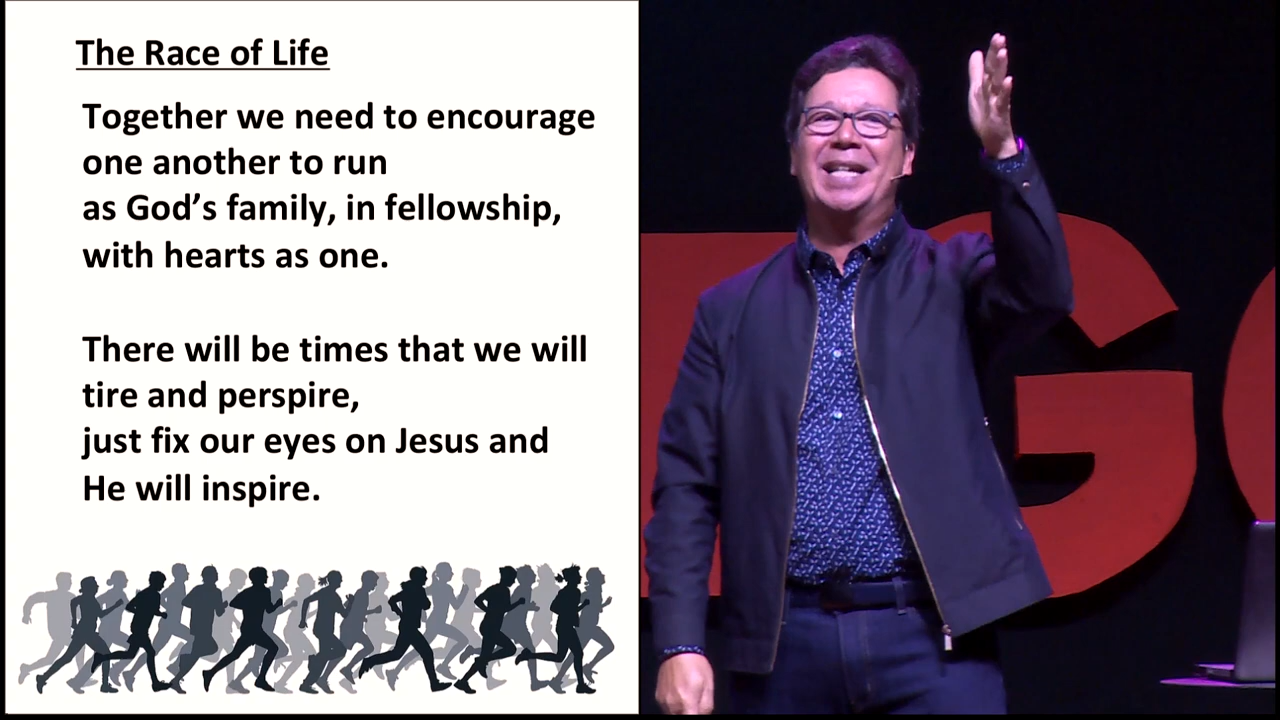 The Race of Life
Together we need to encourage
one another to run
as God’s family, in fellowship,
with hearts as one.
There will be times that we will
tire and perspire,
just fix our eyes on Jesus and
He will inspire.
G